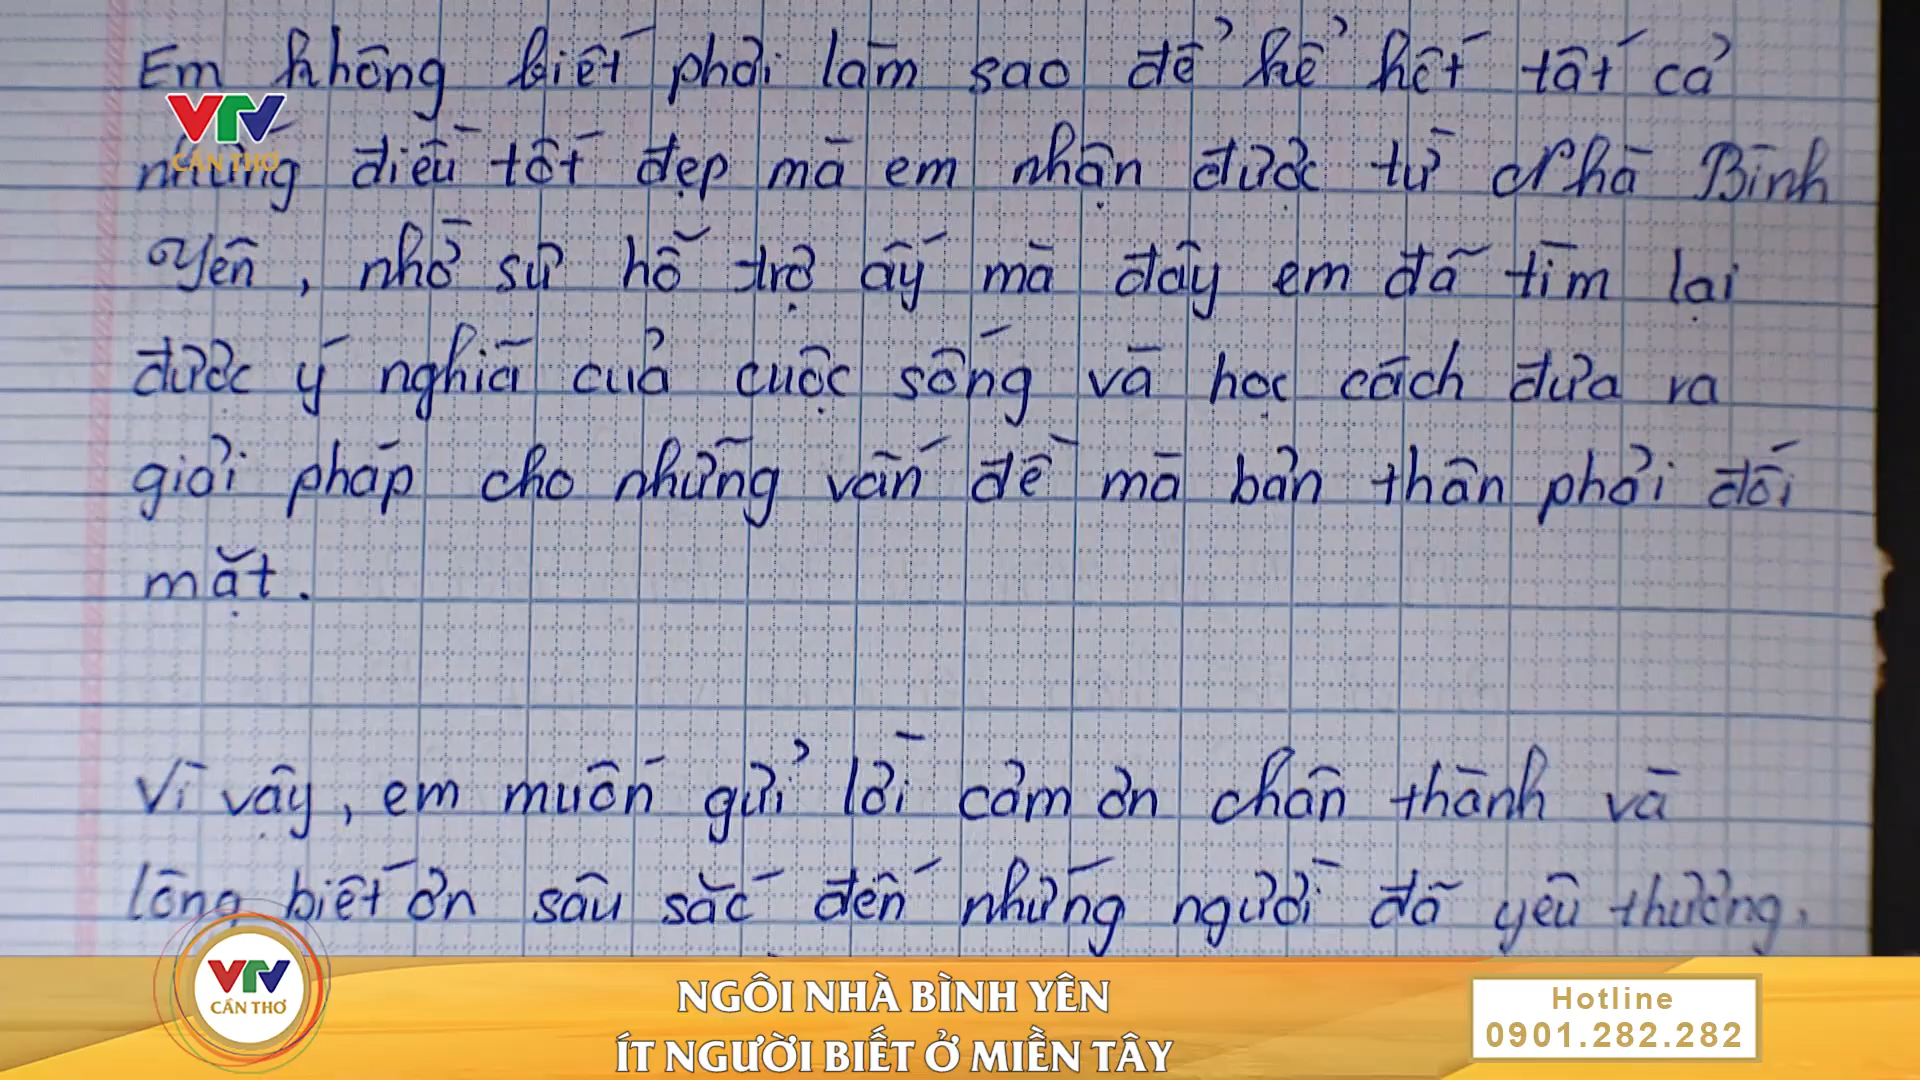 Em không biết phải làm sao để kể hết tất cả
VTV
CẦN THƠ
những điều tốt đẹp mà em nhận được từ Nhà Bình
Yên, nhờ sự hỗ trợ ấy mà đây em đã tìm lại
được ý nghĩa của cuộc sống và học cách đưa ra
giải pháp cho những vấn đề mà bản thân phải đối
mặt.
Vì vậy, em muốn gửi lời cảm ơn chân thành và
lòng biết ơn sâu sắc đến những người đã yêu thương,
VTV
CẦN THƠ
NGÔI NHÀ BÌNH YÊN
ÍT NGƯỜI BIẾT Ở MIỀN TÂY
Hotline
0901.282.282